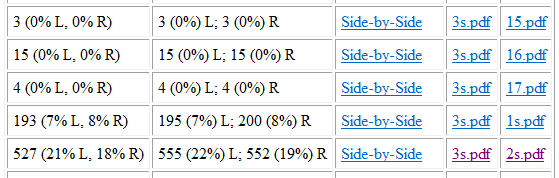 3 (0% L, 0% R) 3 (0%) L; 3 (0%) R Side-by-Side 3s.pdf 15.pdf
15 (0% L, 0% R) 15 (0%) L; 15 (0%) R Side-by-Side 3s.pdf 16.pdf
4 (0% L, 0% R) 4 (0%) L; 4 (0%) R Side-by-Side 3s.pdf 17.pdf
193 (7% L, 8% R) 195 (7%) L; 200 (8%) R Side-by-Side 3s.pdf 1s.pdf
527 (21% L, 18% R) 555 (22%) L; 552 (19%) R Side-by-Side 3s.pdf 2s.pdf